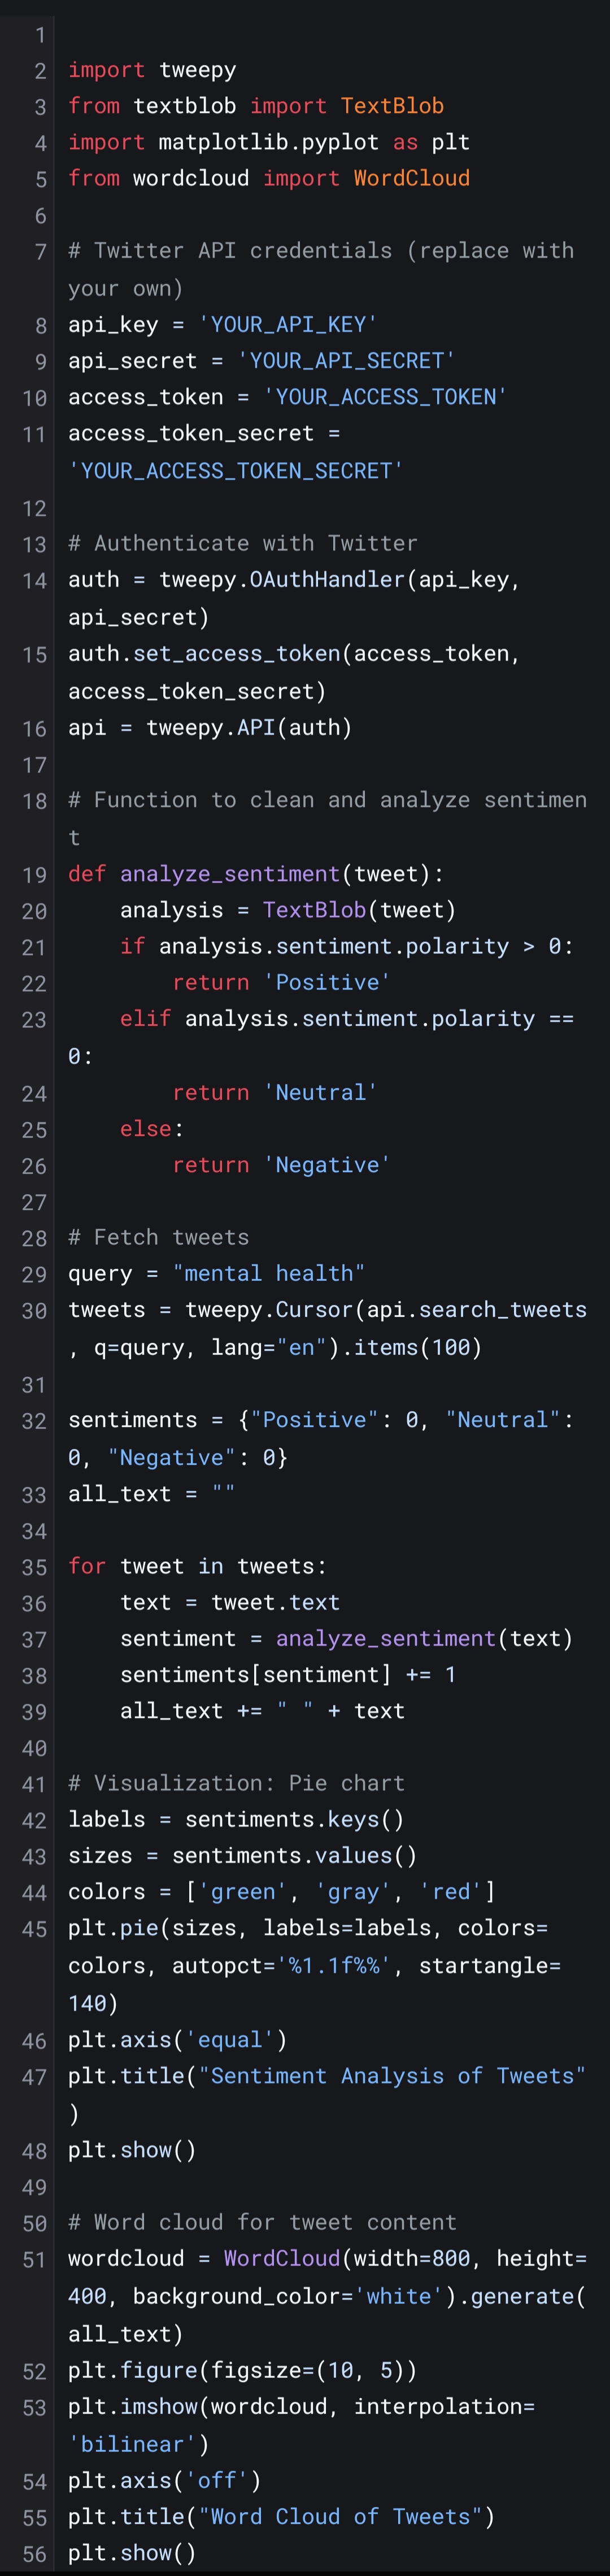 1
2 import tweepy
3 from textblob import TextBlob
4 import matplotlib.pyplot as plt
5 from wordcloud import WordCloud
6
7 # Twitter API credentials (replace with
your own)
8 api_key = 'YOUR_API_KEY'
9 api_secret = 'YOUR_API_SECRET'
10 access_token = 'YOUR_ACCESS_TOKEN'
11 access_token_secret =
'YOUR_ACCESS_TOKEN_SECRET'
12
13 # Authenticate with Twitter
14 auth = tweepy.OAuthHandler(api_key,
api_secret)
15 auth.set_access_token(access_token,
access_token_secret)
16 api = tweepy.API(auth)
17
18 # Function to clean and analyze sentimen
t
19 def analyze_sentiment(tweet):
20     analysis = TextBlob(tweet)
21     if analysis.sentiment.polarity > 0:
22         return 'Positive'
23     elif analysis.sentiment.polarity ==
0:
24         return 'Neutral'
25     else:
26         return 'Negative'
27
28 # Fetch tweets
29 query = "mental health"
30 tweets = tweepy.Cursor(api.search_tweets
, q=query, lang="en").items(100)
31
32 sentiments = {"Positive": 0, "Neutral":
0, "Negative": 0}
33 all_text = ""
34
35 for tweet in tweets:
36     text = tweet.text
37     sentiment = analyze_sentiment(text)
38     sentiments[sentiment] += 1
39     all_text += " " + text
40
41 # Visualization: Pie chart
42 labels = sentiments.keys()
43 sizes = sentiments.values()
44 colors = ['green', 'gray', 'red']
45 plt.pie(sizes, labels=labels, colors=
colors, autopct='%1.1f%%', startangle=
140)
46 plt.axis('equal')
47 plt.title("Sentiment Analysis of Tweets"
)
48 plt.show()
49
50 # Word cloud for tweet content
51 wordcloud = WordCloud(width=800, height=
400, background_color='white').generate(
all_text)
52 plt.figure(figsize=(10, 5))
53 plt.imshow(wordcloud, interpolation=
'bilinear')
54 plt.axis('off')
55 plt.title("Word Cloud of Tweets")
56 plt.show()